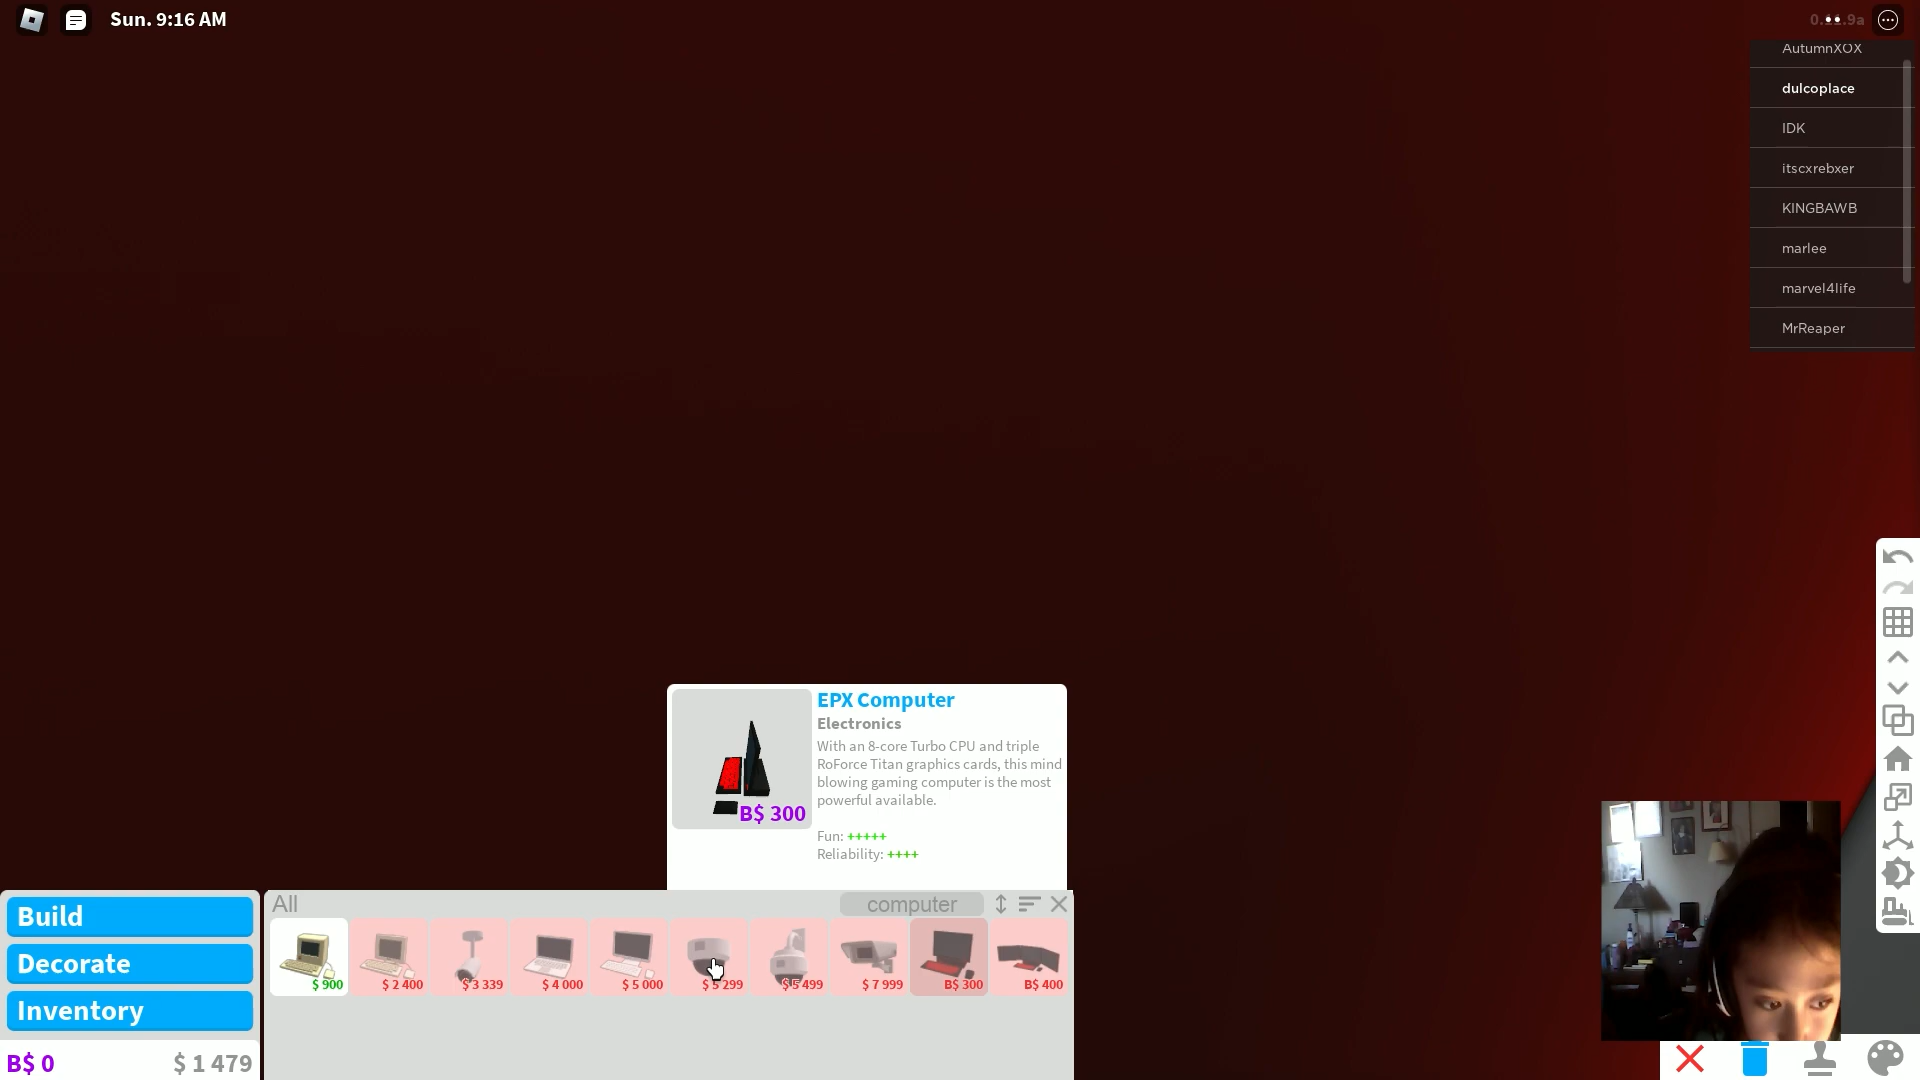 Sun. 9:16 AM
AutumnXOX
dulcoplace
IDK
itscxrebxer
KINGBAWB
marlee
marvel4life
MrReaper
EPX Computer
Electronics
With an 8-core Turbo CPU and triple
RoForce Titan graphics cards, this mind
blowing gaming computer is the most
powerful available.
B$ 300
Fun: +++++
Reliability: ++++
All
computer
$ 900
$ 2 400
$ 3 339
$ 4 000
$ 5 000
$ 5 299
$ 5 499
$ 7 999
B$ 300
B$ 400
Build
Decorate
Inventory
B$ 0
$ 1 479